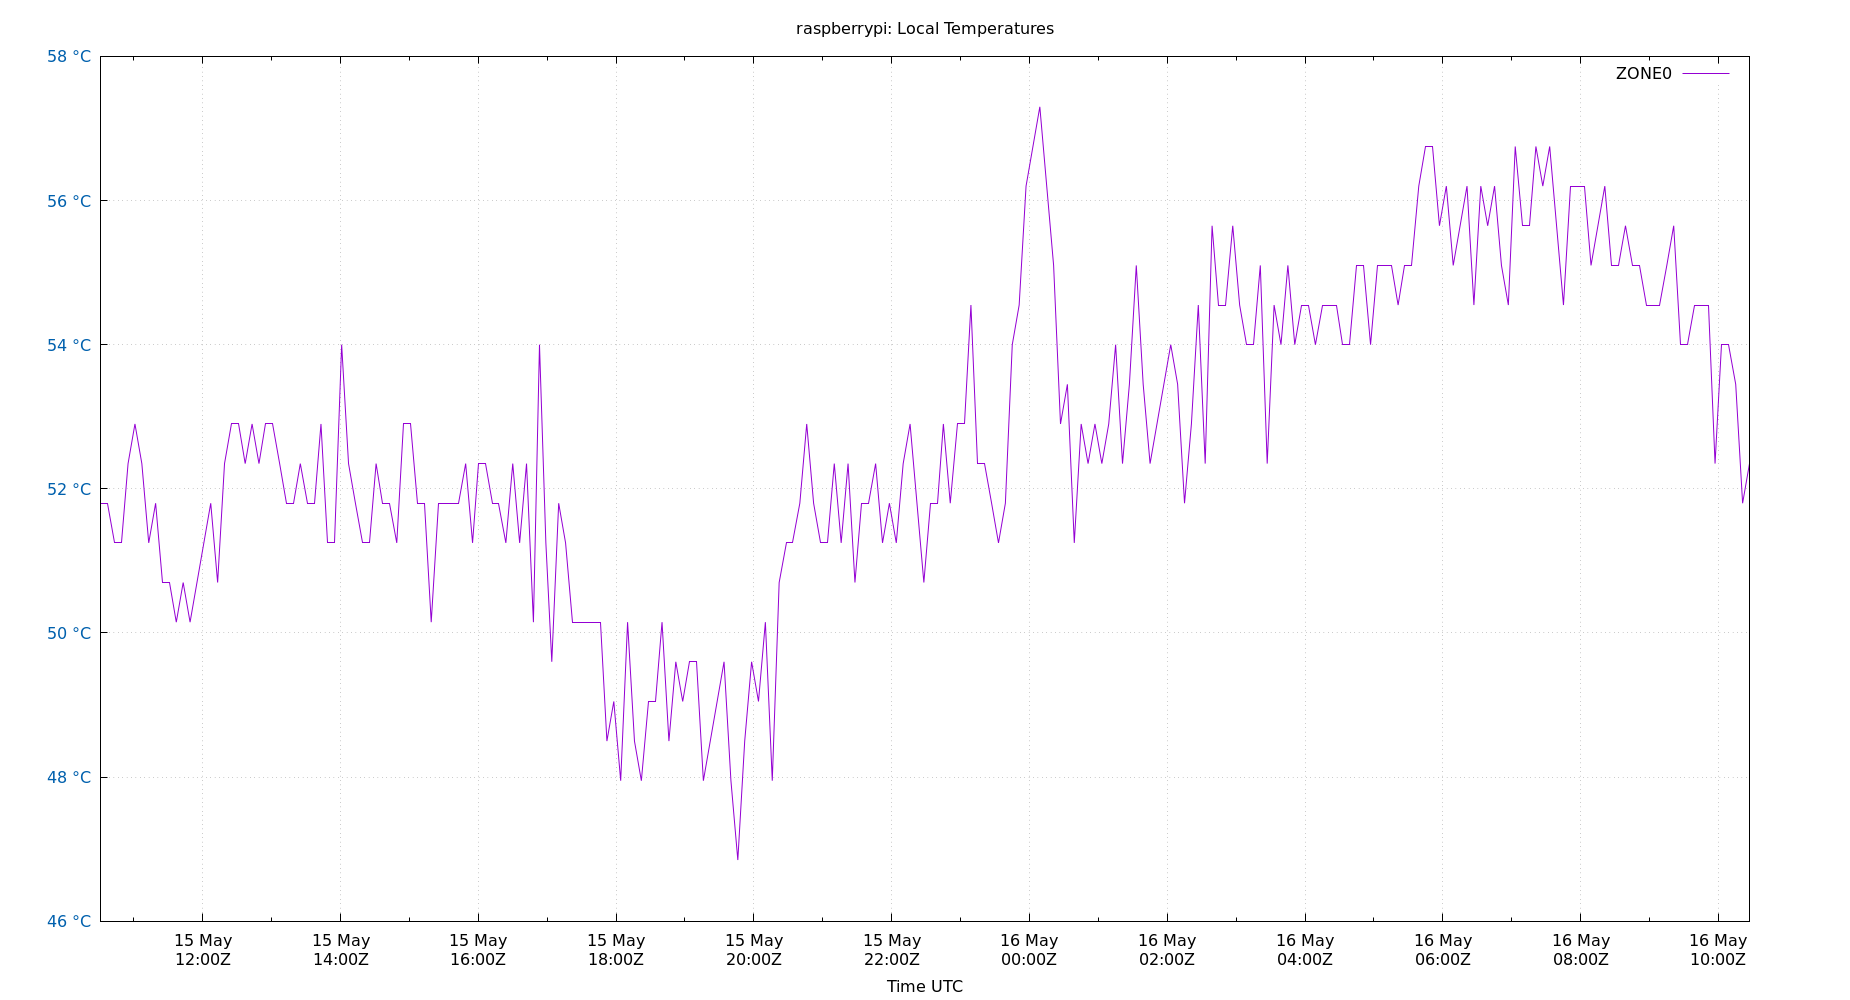 raspberrypi: Local Temperatures
58 °C
ZONE0
56 °C
54 °C
52 °C
50 °C
48 °C
46 °C
15 May 15 May 15 May 15 May 15 May 15 May 16 May 16 May 16 May 16 May 16 May 16 May
12:00Z 14:00Z 16:00Z 18:00Z 20:00Z 22:00Z 00:00Z 02:00Z 04:00Z 06:00Z 08:00Z 10:00Z
Time UTC